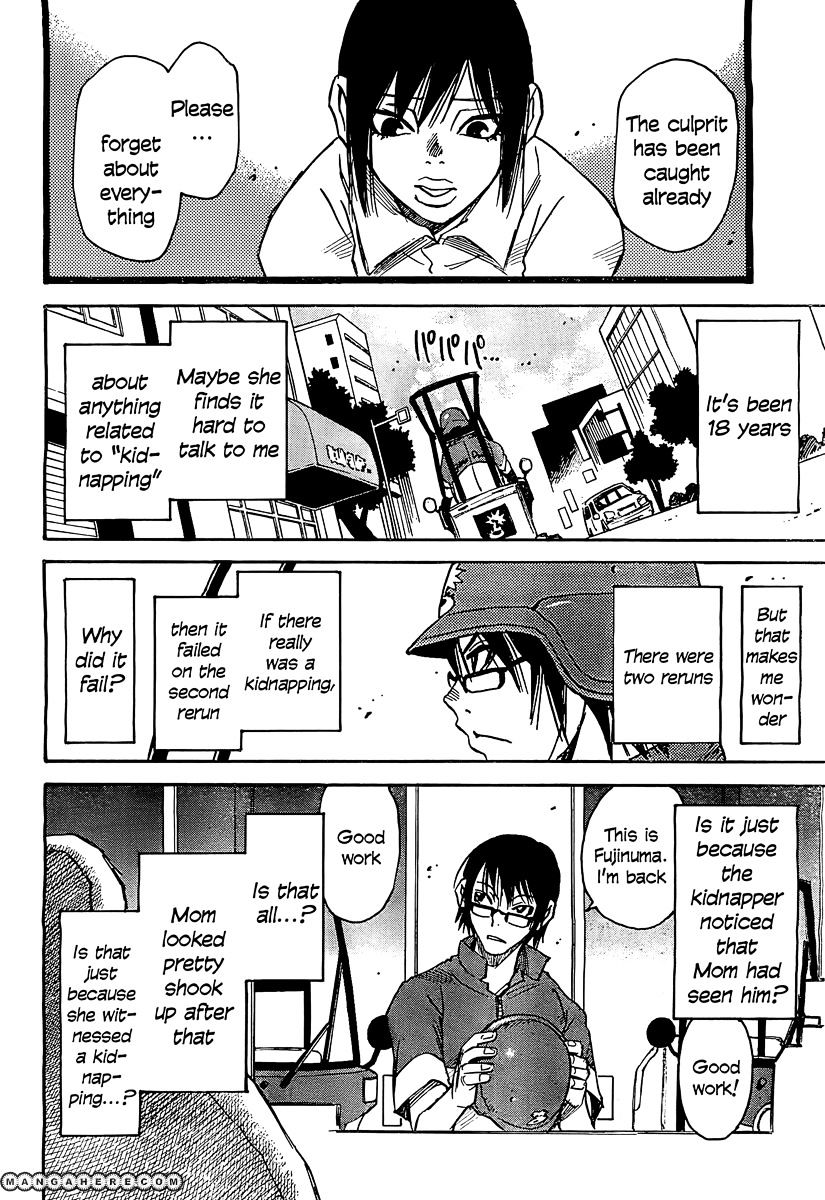 The culprit
has been
caught
already
Please
...
forget
about
every-
thing
It's been
18 years
パパパ...
Maybe she
finds it
hard to
talk to me
about
anything
related
to "kid-
napping"
But
that
makes
me
won-
der
There were
two reruns
If there
really
was a
kidnapping,
then it
failed
on the
second
rerun
Why
did it
fail?
Is it just
because
the
kidnapper
noticed
that
Mom had
seen him?
This is
Fujinuma.
I'm back
Good
work
Good
work!
Is that
all...?
Mom
looked
pretty
shook
up after
that
Is that
just
because
she wit-
nessed
a kid-
nap-
ping...?
MANGAHERE.COM